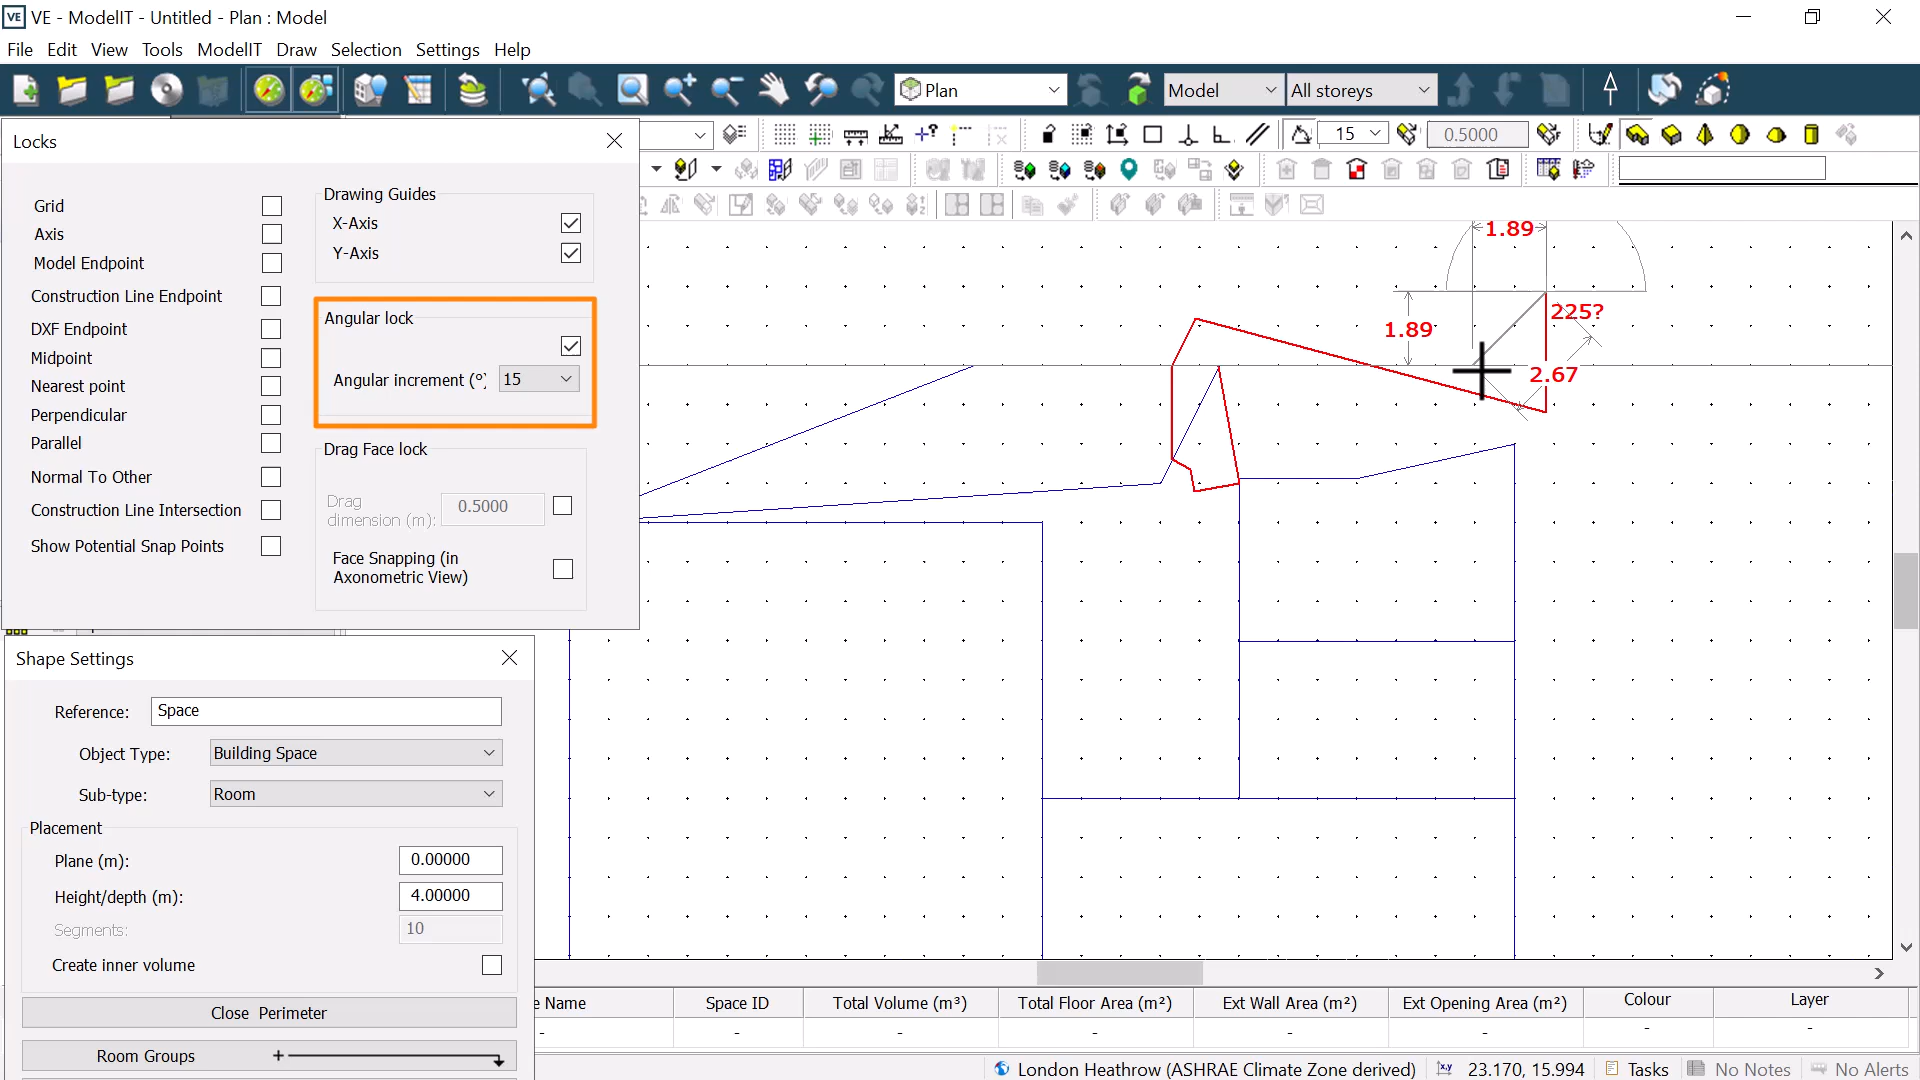 VE - ModelIT - Untitled - Plan : Model
File Edit View Tools ModelIT Draw Selection Settings Help
Plan Model All storeys
Locks
15 0.5000
Grid
Axis
Model Endpoint
Construction Line Endpoint
DXF Endpoint
Midpoint
Nearest point
Perpendicular
Parallel
Normal To Other
Construction Line Intersection
Show Potential Snap Points
Drawing Guides
X-Axis
Y-Axis
Angular lock
Angular increment (°) 15
Drag Face lock
Drag
dimension (m): 0.5000
Face Snapping (in
Axonometric View)
1.89
1.89
225?
2.67
Shape Settings
Reference: Space
Object Type: Building Space
Sub-type: Room
Placement
Plane (m): 0.00000
Height/depth (m): 4.00000
Segments: 10
Create inner volume
Close Perimeter
Room Groups
e Name Space ID Total Volume (m³) Total Floor Area (m²) Ext Wall Area (m²) Ext Opening Area (m²) Colour Layer
- - - - - - - -
London Heathrow (ASHRAE Climate Zone derived) 23.170, 15.994 Tasks No Notes No Alerts